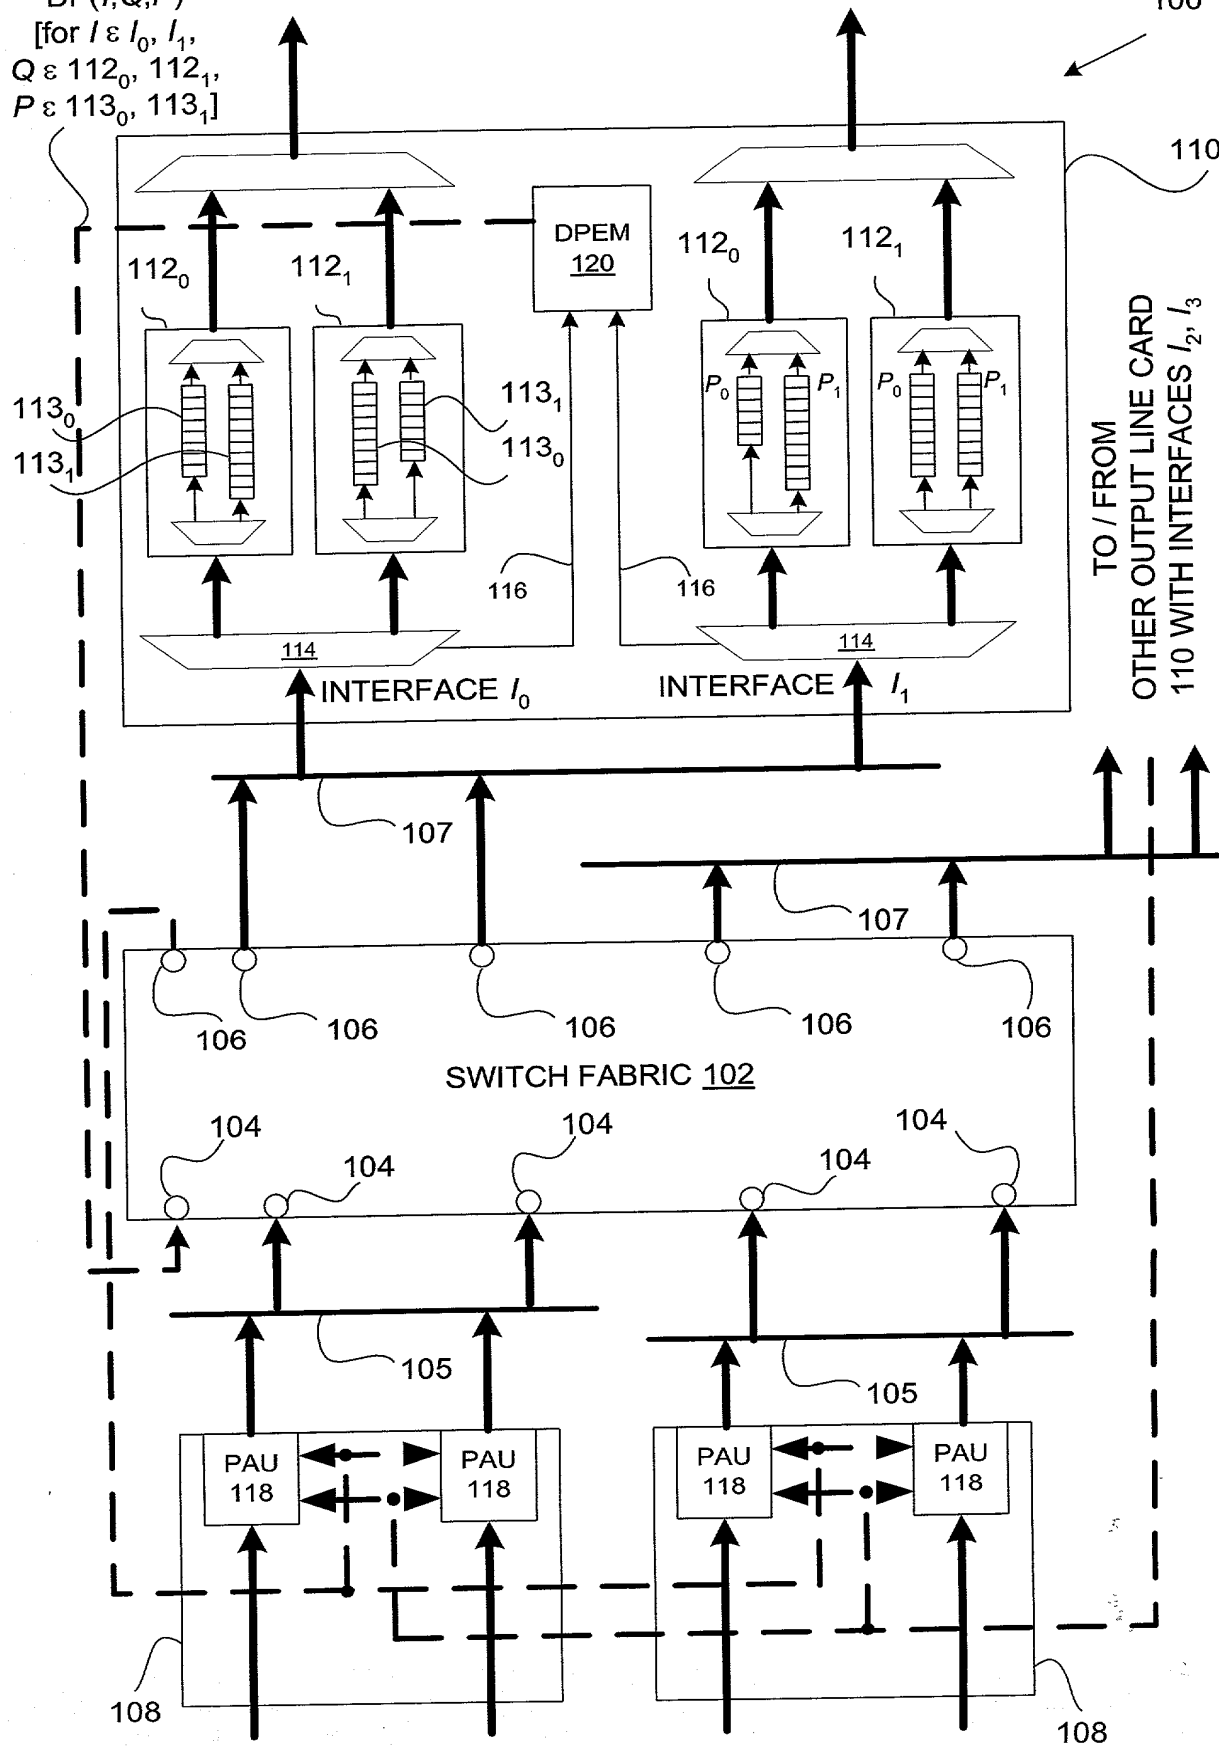 [for I ε I0, I1,
Q ε 1120, 1121,
P ε 1130, 1131]
110
DPEM
120
1120
1121
1120
1121
P0
P1
P0
P1
1130
1131
1131
1130
116
116
114
114
INTERFACE I0
INTERFACE I1
TO / FROM
OTHER OUTPUT LINE CARD
110 WITH INTERFACES I2, I3
107
107
106
106
106
106
106
SWITCH FABRIC 102
104
104
104
104
104
105
105
PAU
118
PAU
118
PAU
118
PAU
118
108
108